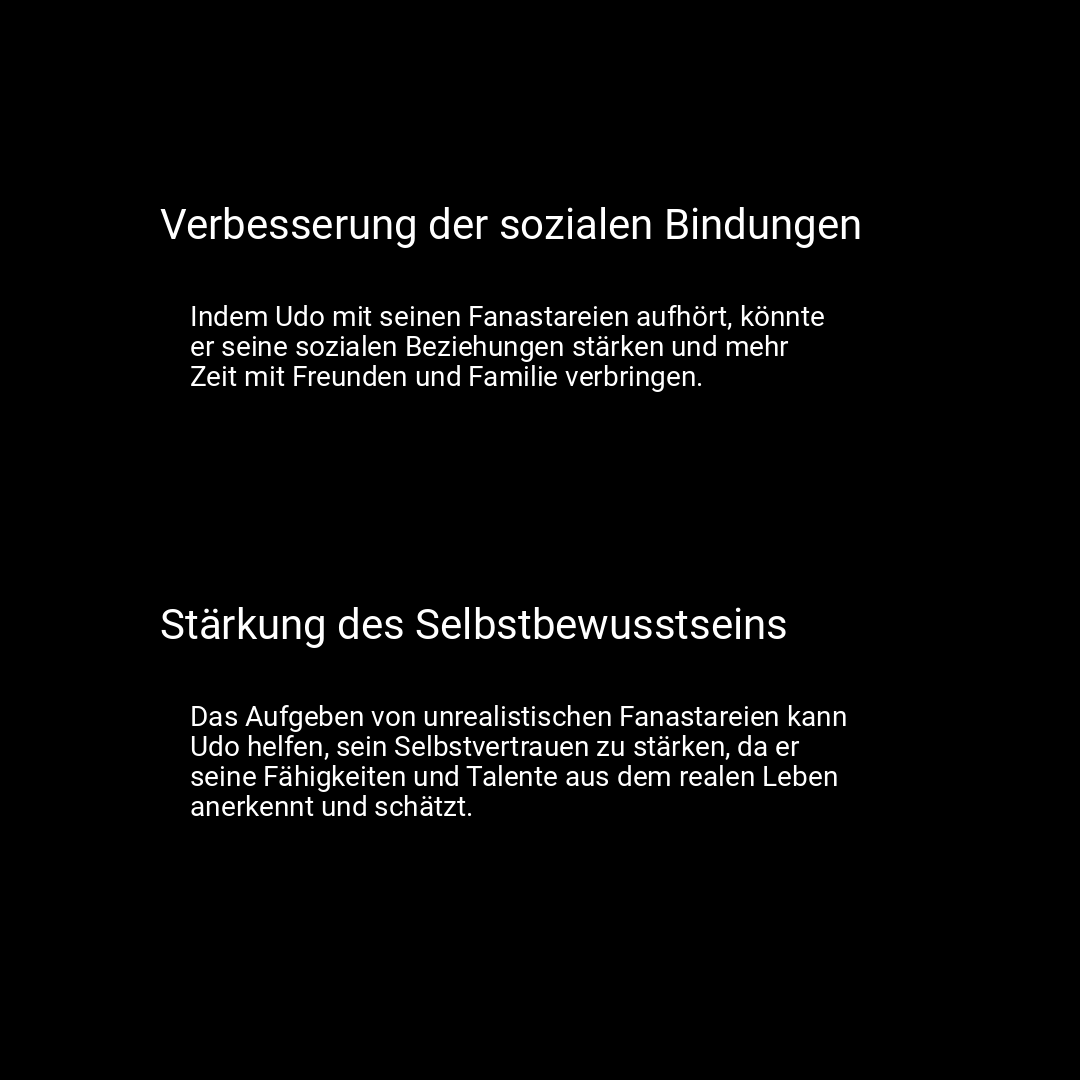 Verbesserung der sozialen Bindungen
Indem Udo mit seinen Fanastareien aufhört, könnte
er seine sozialen Beziehungen stärken und mehr
Zeit mit Freunden und Familie verbringen.
Stärkung des Selbstbewusstseins
Das Aufgeben von unrealistischen Fanastareien kann
Udo helfen, sein Selbstvertrauen zu stärken, da er
seine Fähigkeiten und Talente aus dem realen Leben
anerkennt und schätzt.